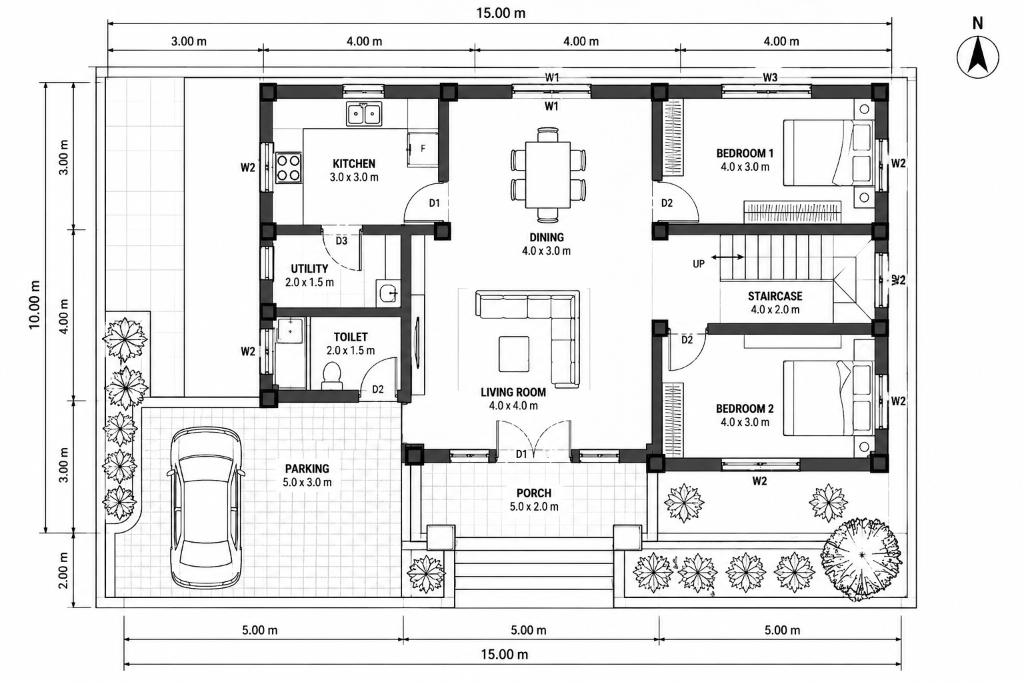 15.00 m
N
3.00 m
4.00 m
4.00 m
4.00 m
W1
W1
W3
3.00 m
4.00 m
3.00 m
2.00 m
10.00 m
W2
KITCHEN
3.0 x 3.0 m
F
D1
D2
BEDROOM 1
4.0 x 3.0 m
W2
DINING
4.0 x 3.0 m
D3
UTILITY
2.0 x 1.5 m
UP
STAIRCASE
4.0 x 2.0 m
W2
W2
TOILET
2.0 x 1.5 m
D2
D2
LIVING ROOM
4.0 x 4.0 m
BEDROOM 2
4.0 x 3.0 m
W2
D1
W2
PARKING
5.0 x 3.0 m
PORCH
5.0 x 2.0 m
5.00 m
5.00 m
5.00 m
15.00 m